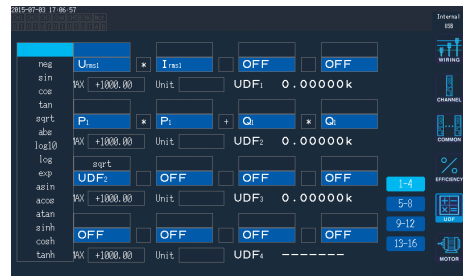 2015-07-03 17:06:57
Internal
USB
neg
sin
cos
tan
sqrt
abs
log10
log
exp
asin
acos
atan
sinh
cosh
tanh
Urms1 * Irms1 OFF OFF
MAX +1000.00 Unit UDF1 0.00000k
P1 * P1 + Q1 * Q1
MAX +1000.00 Unit UDF2 0.00000k
sqrt
UDF2 OFF OFF OFF
MAX +1000.00 Unit UDF3 0.00000k
OFF OFF OFF OFF
MAX +1000.00 Unit UDF4 -------
1-4
5-8
9-12
13-16
WIRING
CHANNEL
COMMON
%
EFFICIENCY
UDF
MOTOR